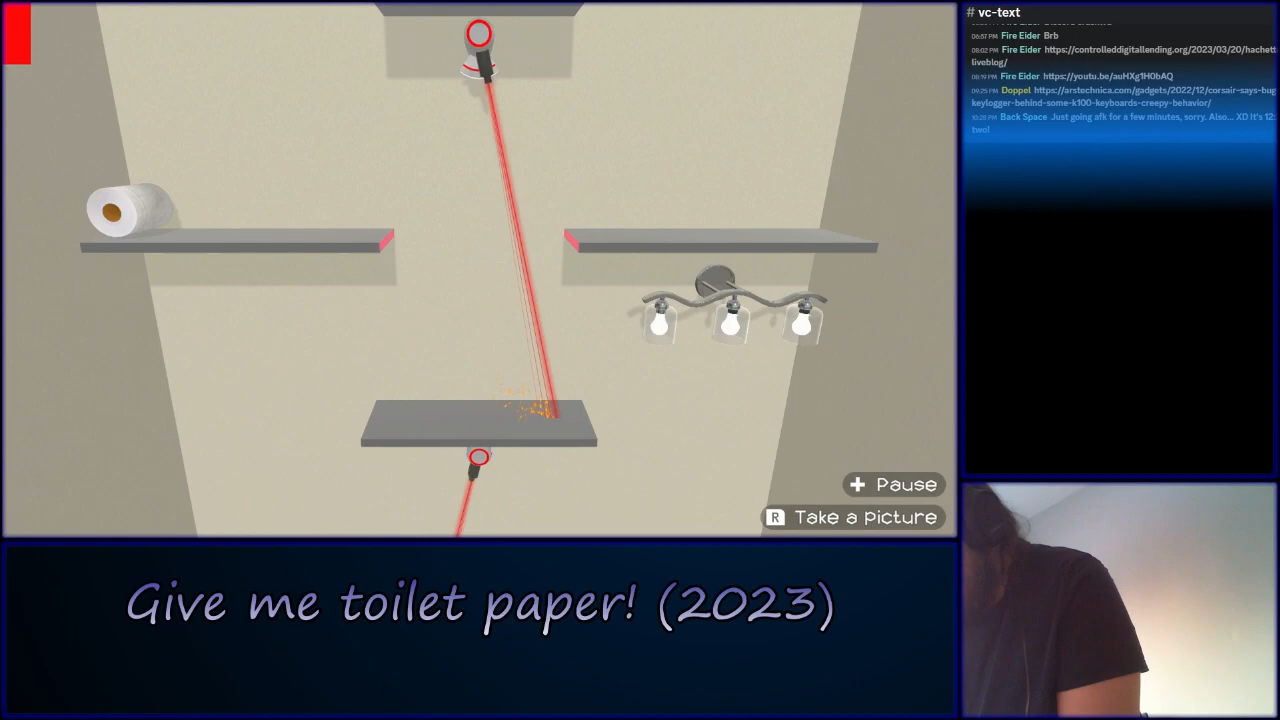 # vc-text
06:57 PM Fire Eider Brb
08:02 PM Fire Eider https://controlleddigitallending.org/2023/03/20/hachett
liveblog/
08:19 PM Fire Eider https://youtu.be/auHXg1H0bAQ
09:25 PM Doppel https://arstechnica.com/gadgets/2022/12/corsair-says-bug
keylogger-behind-some-k100-keyboards-creepy-behavior/
10:28 PM Back Space Just going afk for a few minutes, sorry. Also... XD It's 12:
two!
+ Pause
R Take a picture
Give me toilet paper! (2023)